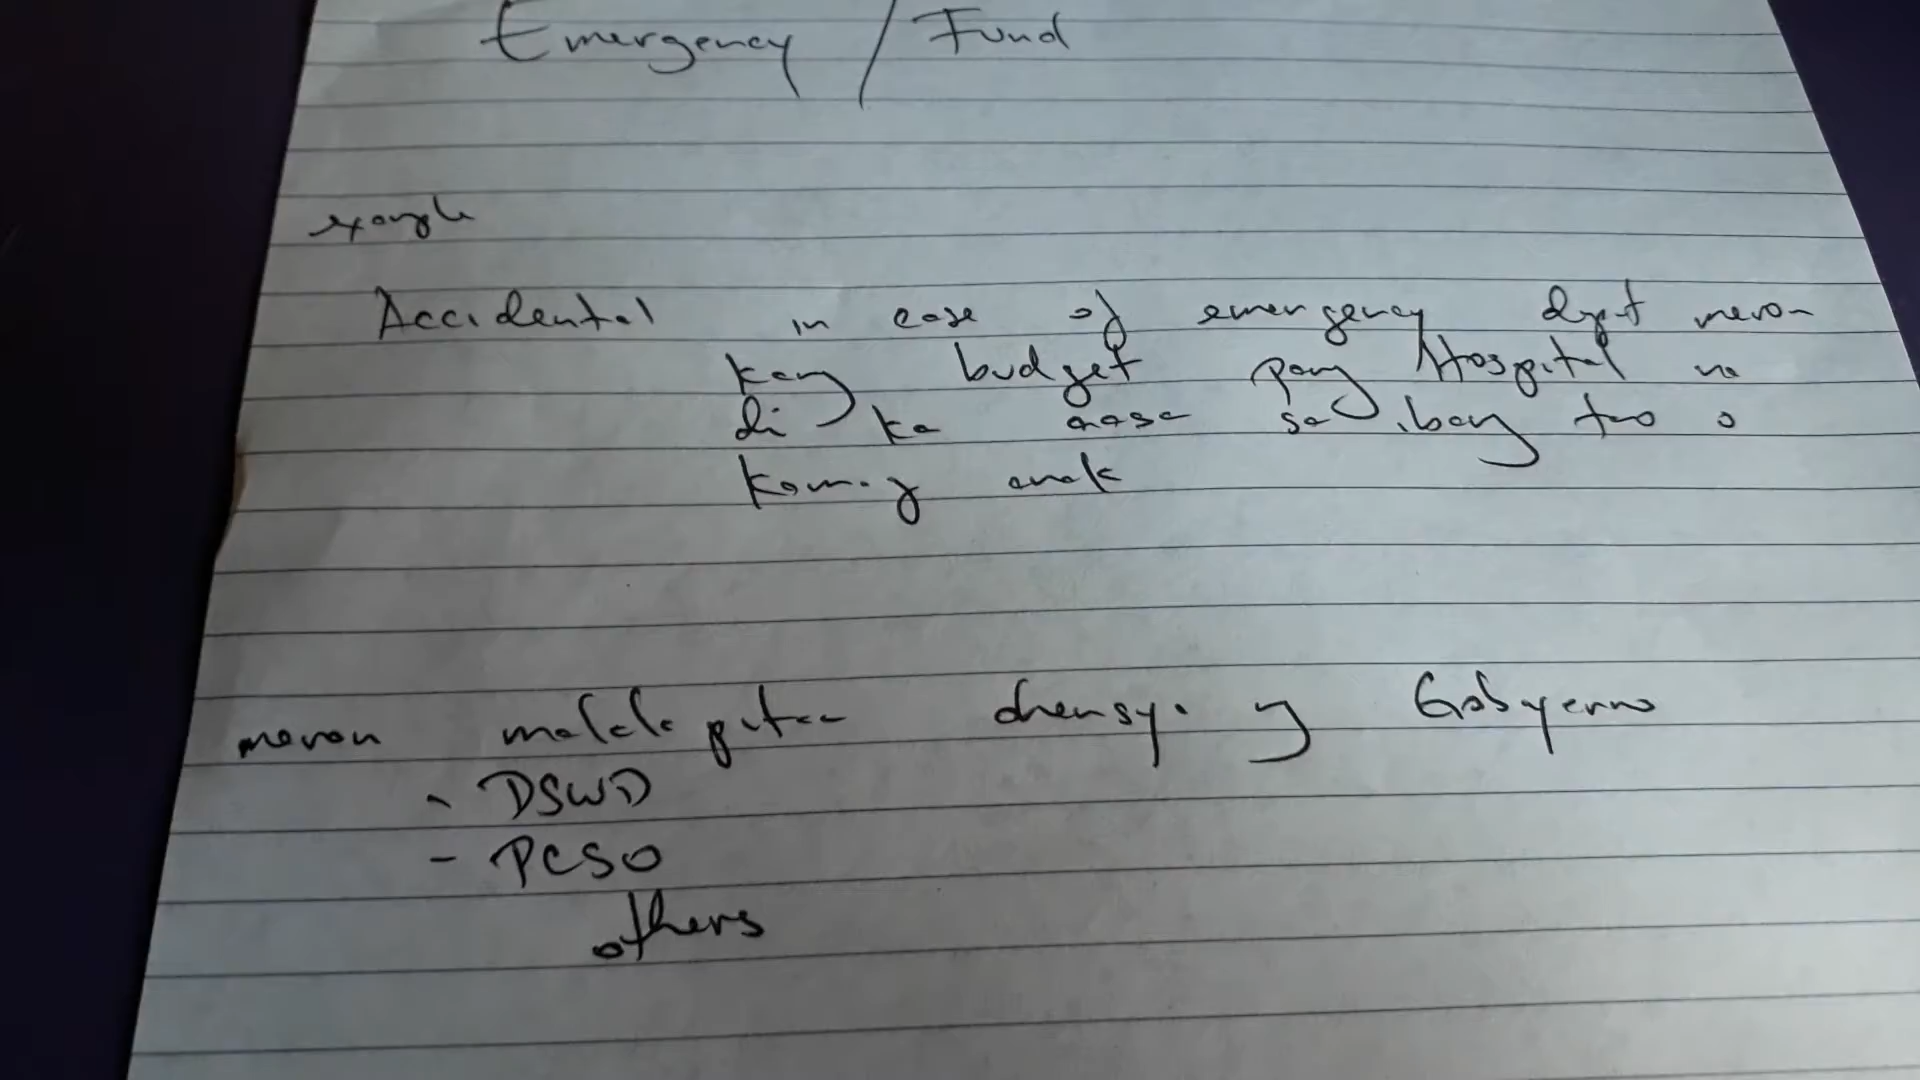 Emergency / Fund
example
Accidental in case of emergency dapat meron
kang budget pang Hospital na
di ka aasa sa ibang tao o
kamag anak
meron malalapitan ahensya ng Gobyerno
- DSWD
- PCSO
others